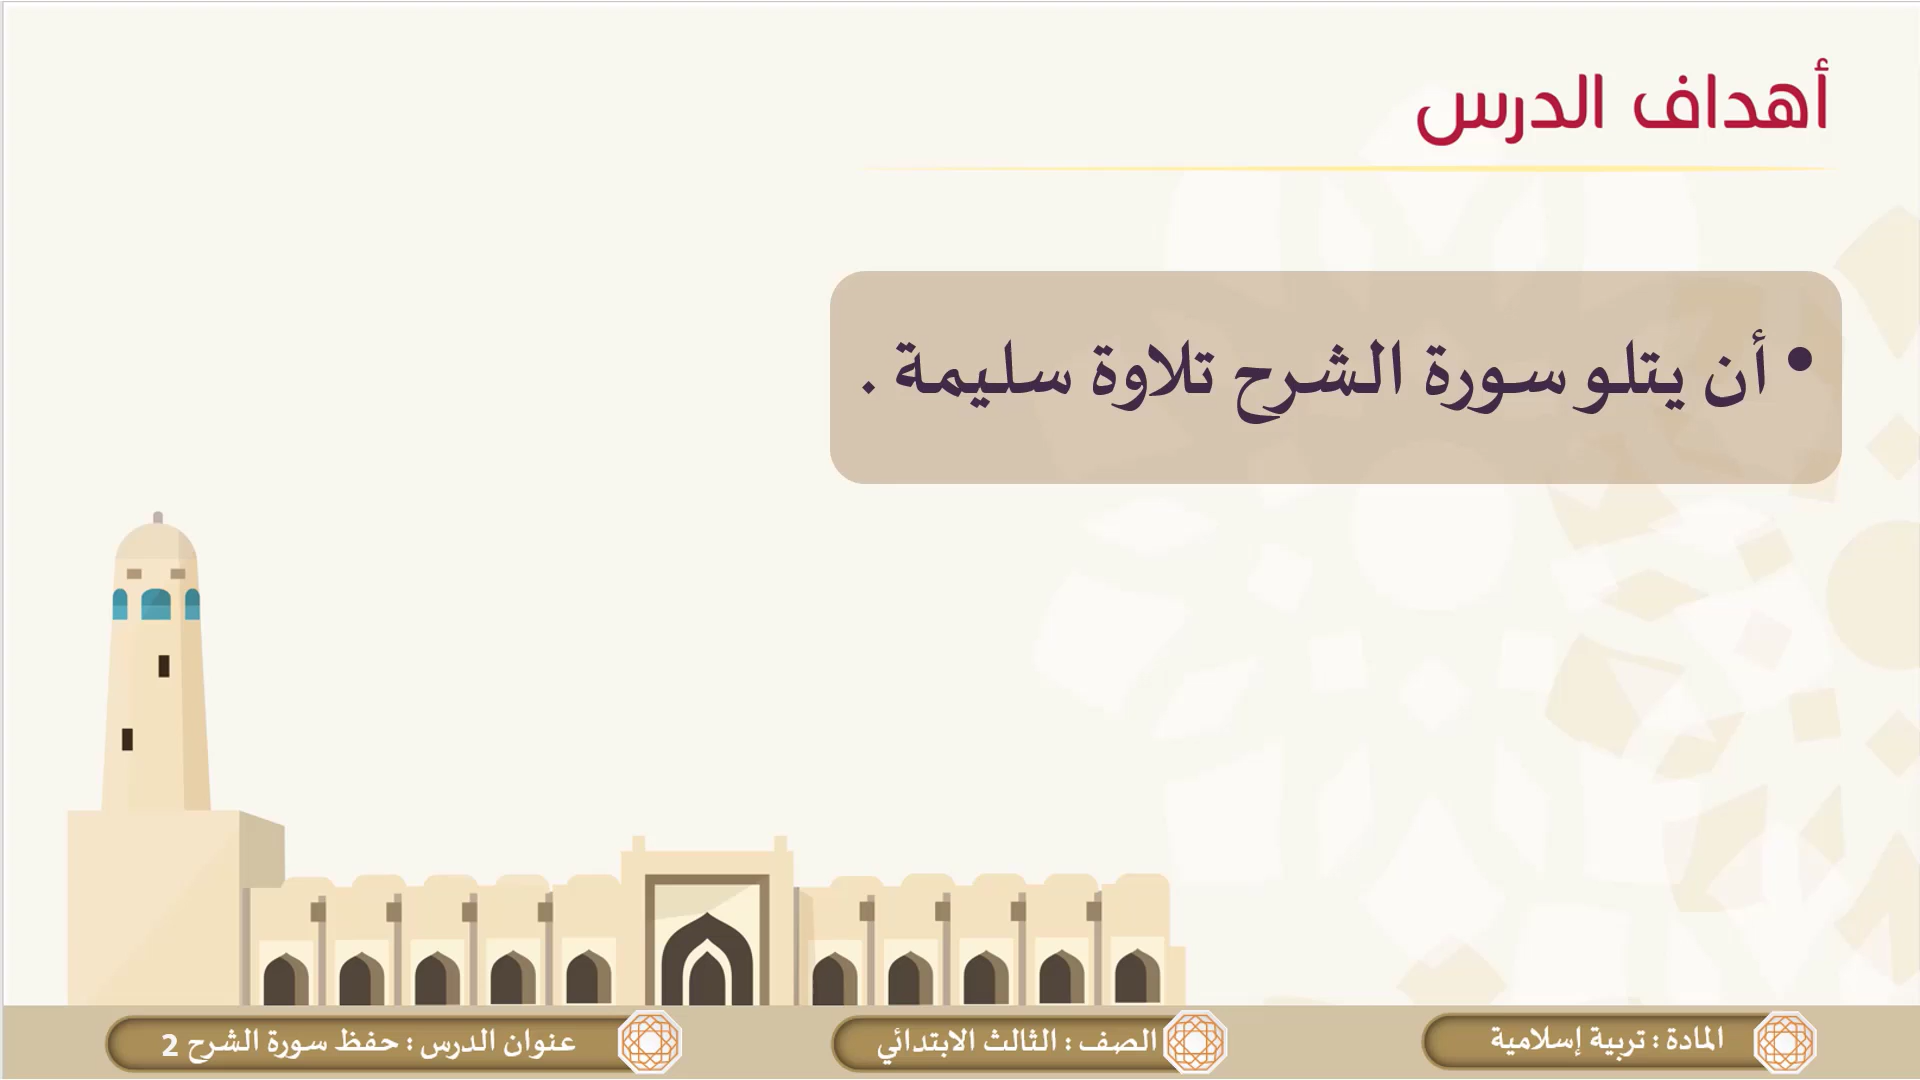 أهداف الدرس
• أن يتلو سورة الشرح تلاوة سليمة .
المادة : تربية إسلامية
الصف : الثالث الابتدائي
عنوان الدرس : حفظ سورة الشرح 2